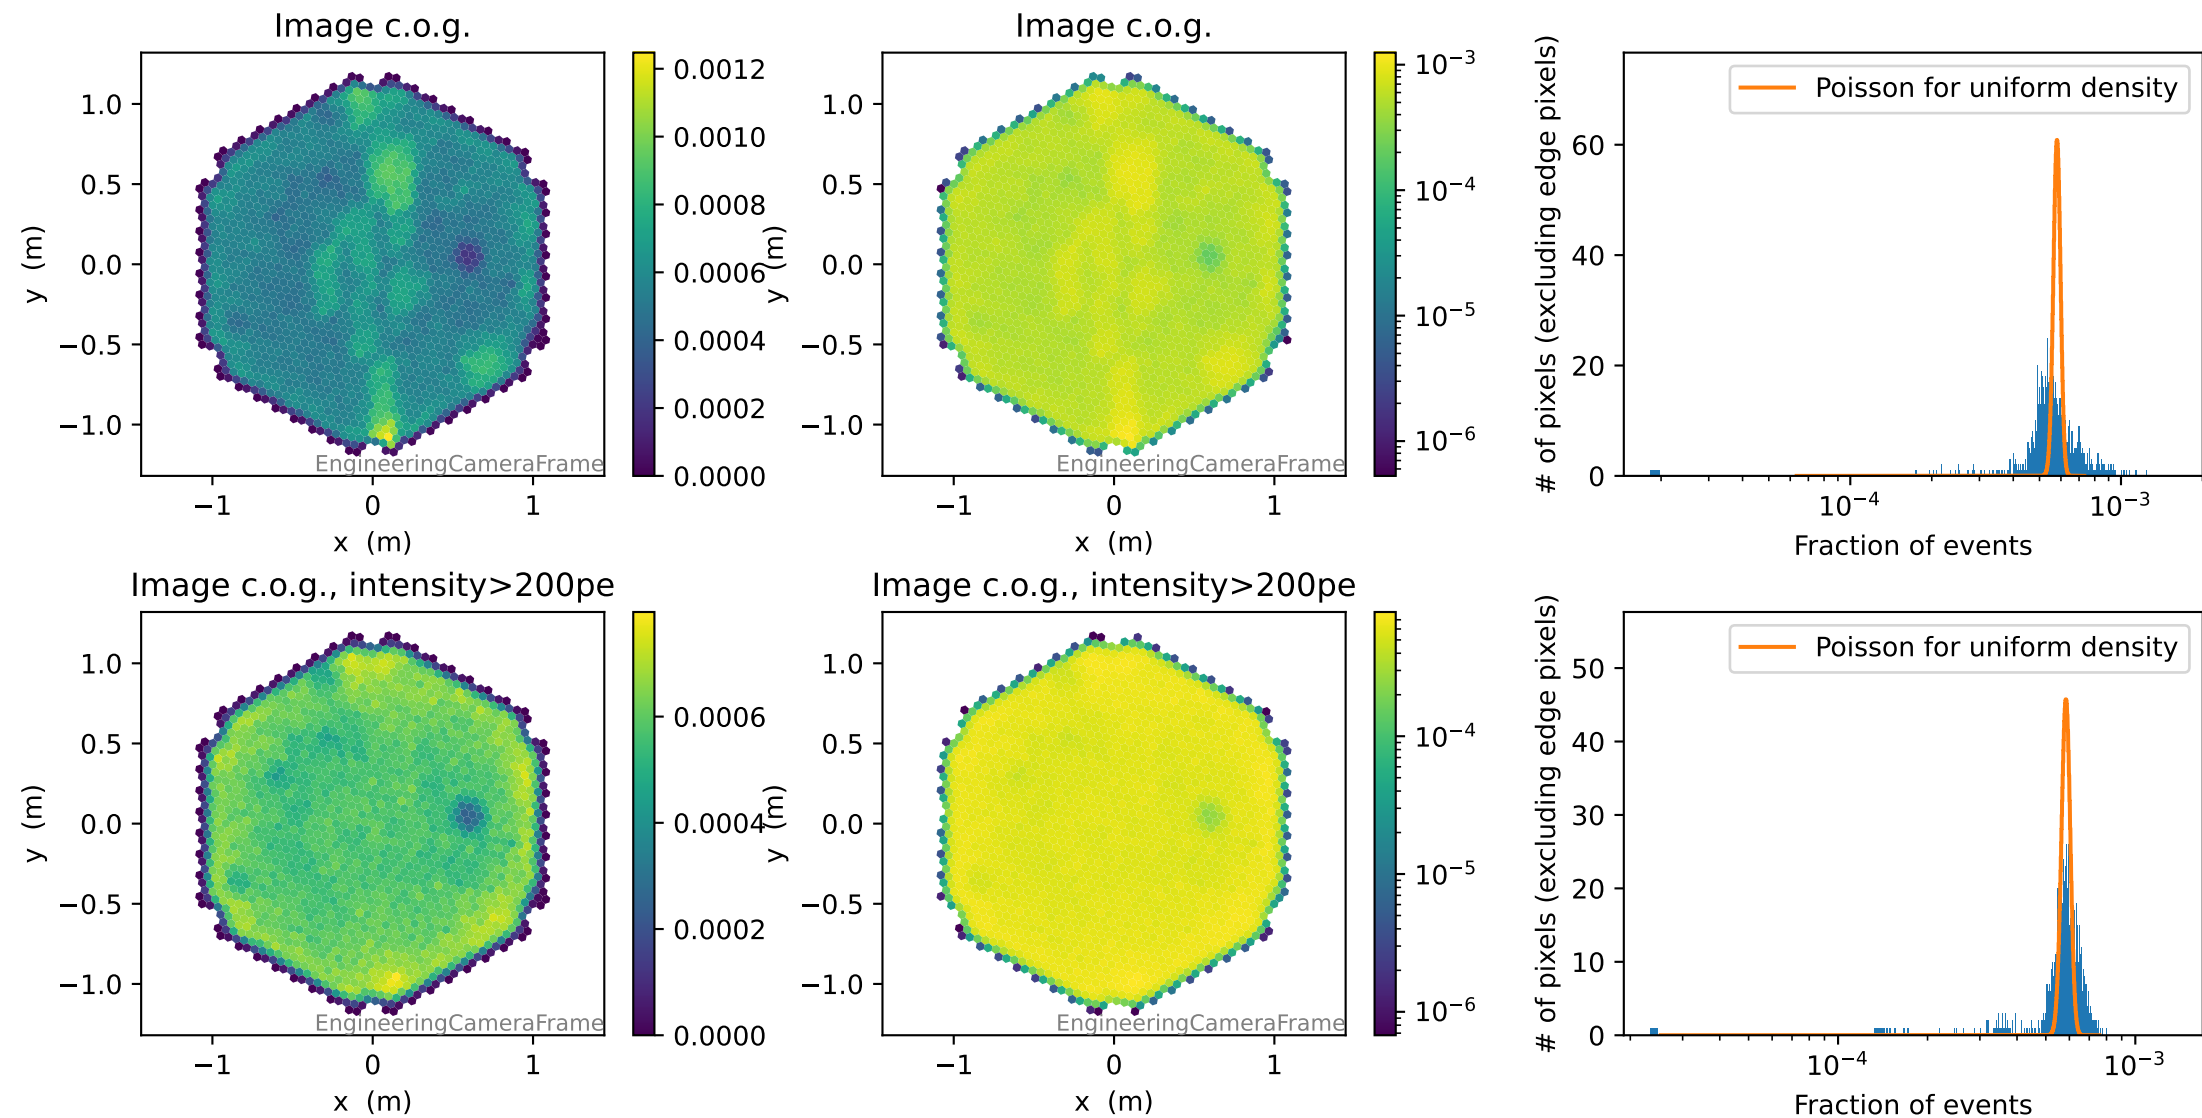 Image c.o.g.
1.0
0.5
0.0
−0.5
−1.0
y (m)
−1
0
1
x (m)
EngineeringCameraFrame
0.0012
0.0010
0.0008
0.0006
0.0004
0.0002
0.0000
Image c.o.g.
1.0
0.5
0.0
−0.5
−1.0
y (m)
−1
0
1
x (m)
EngineeringCameraFrame
10⁻³
10⁻⁴
10⁻⁵
10⁻⁶
# of pixels (excluding edge pixels)
60
40
20
0
Poisson for uniform density
10⁻⁴
10⁻³
Fraction of events
Image c.o.g., intensity>200pe
1.0
0.5
0.0
−0.5
−1.0
y (m)
−1
0
1
x (m)
EngineeringCameraFrame
0.0006
0.0004
0.0002
0.0000
Image c.o.g., intensity>200pe
1.0
0.5
0.0
−0.5
−1.0
y (m)
−1
0
1
x (m)
EngineeringCameraFrame
10⁻⁴
10⁻⁵
10⁻⁶
# of pixels (excluding edge pixels)
50
40
30
20
10
0
Poisson for uniform density
10⁻⁴
10⁻³
Fraction of events